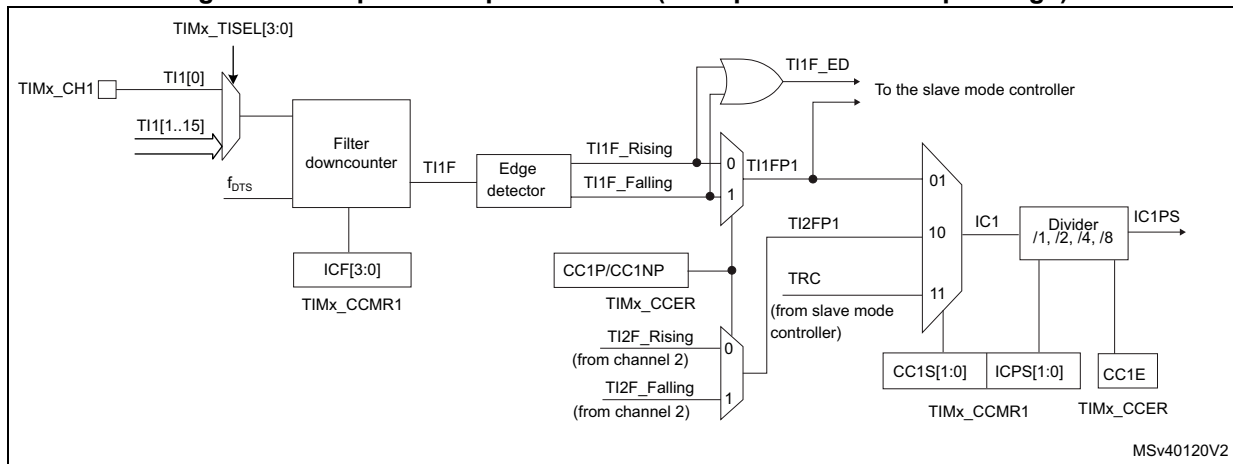 TIMx_TISEL[3:0]
TIMx_CH1
TI1[0]
TI1[1..15]
fDTS
Filter
downcounter
ICF[3:0]
TIMx_CCMR1
TI1F
Edge
detector
TI1F_Rising
TI1F_Falling
TI1F_ED
To the slave mode controller
0
1
TI1FP1
CC1P/CC1NP
TIMx_CCER
TI2F_Rising
(from channel 2)
TI2F_Falling
(from channel 2)
0
1
TI2FP1
TRC
(from slave mode
controller)
01
10
11
IC1
Divider
/1, /2, /4, /8
IC1PS
CC1S[1:0]
ICPS[1:0]
TIMx_CCMR1
CC1E
TIMx_CCER
MSv40120V2